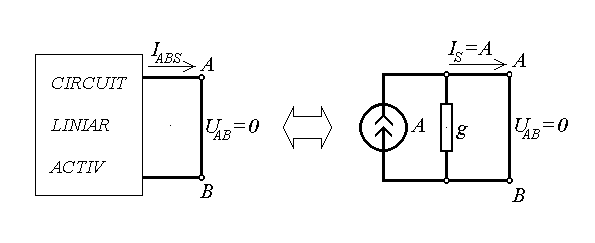 I_ABS
A
CIRCUIT
LINIAR
ACTIV
U_AB=0
B
I_S=A
A
A
g
U_AB=0
B